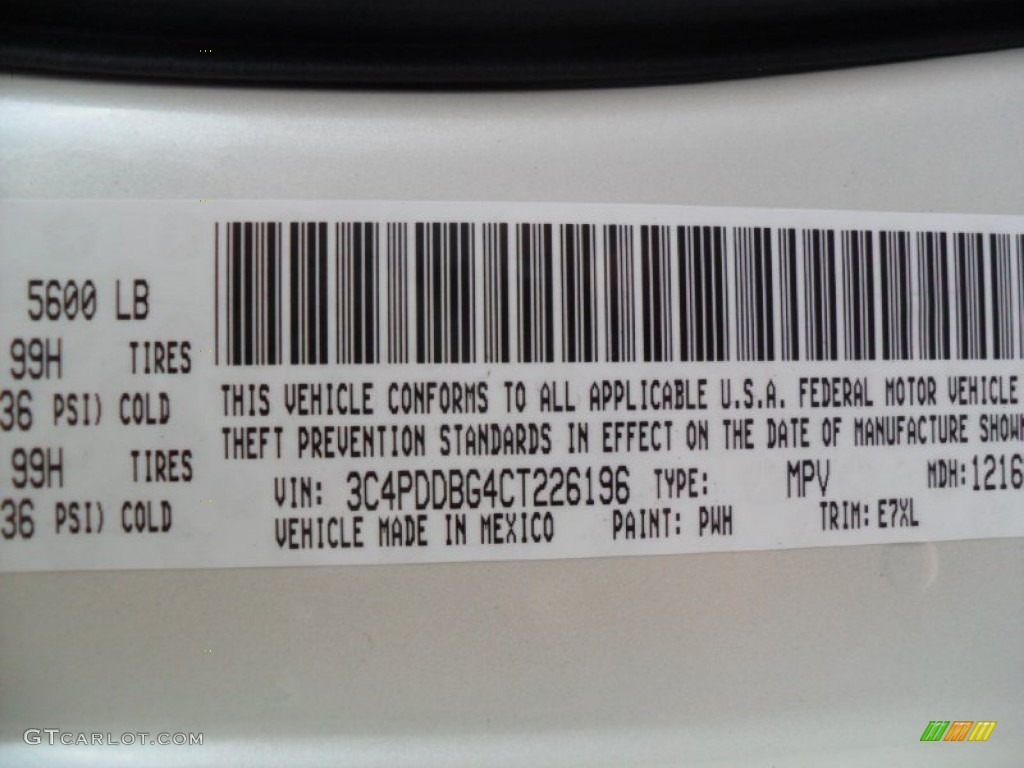 5600 LB
99H TIRES
36 PSI) COLD
99H TIRES
36 PSI) COLD
THIS VEHICLE CONFORMS TO ALL APPLICABLE U.S.A. FEDERAL MOTOR VEHICLE
THEFT PREVENTION STANDARDS IN EFFECT ON THE DATE OF MANUFACTURE SHOWN
VIN: 3C4PDDBG4CT226196 TYPE: MPV MDH: 1216
VEHICLE MADE IN MEXICO PAINT: PWH TRIM: E7XL
GTCARLOT.COM